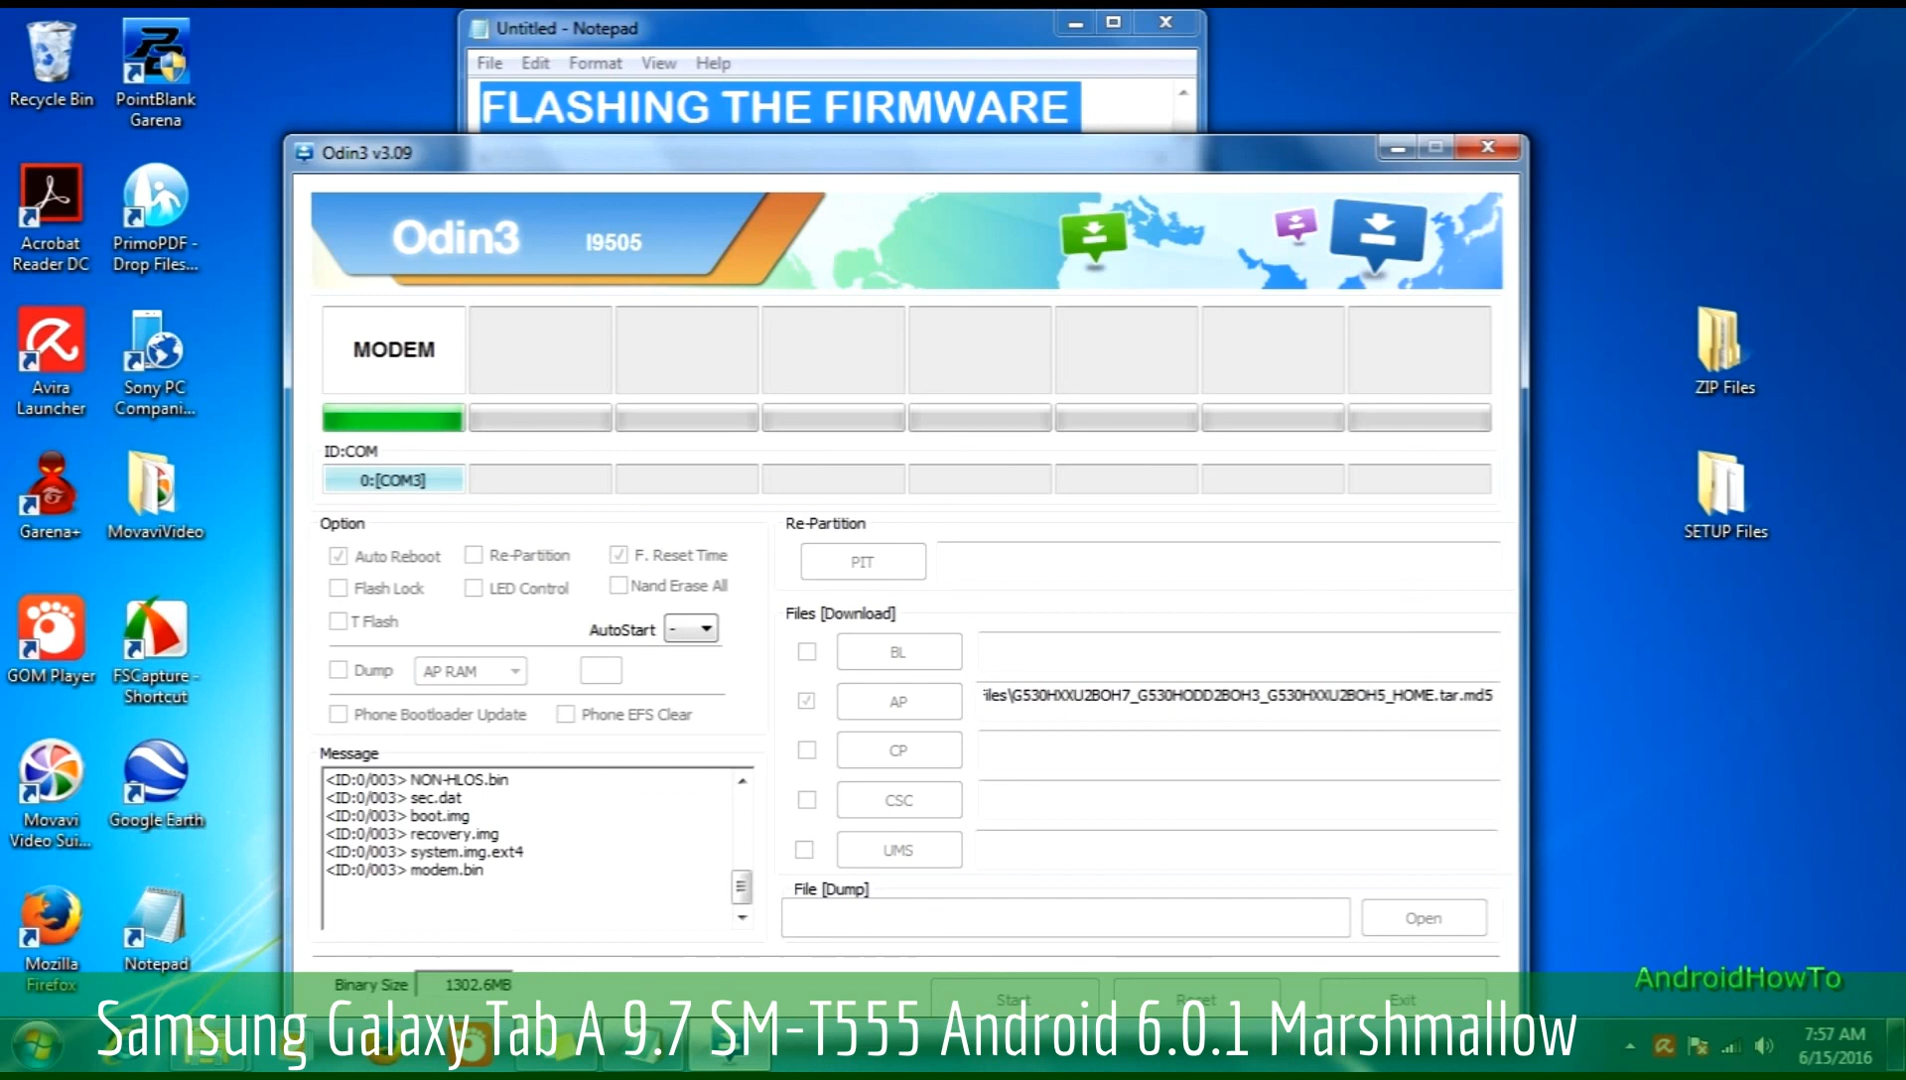 Recycle Bin
PointBlank Garena
Acrobat Reader DC
PrimoPDF - Drop Files...
Avira Launcher
Sony PC Compani...
Garena+
MovaviVideo
GOM Player
FSCapture - Shortcut
Movavi Video Sui...
Google Earth
Mozilla Firefox
Notepad
Untitled - Notepad
File Edit Format View Help
FLASHING THE FIRMWARE
Odin3 v3.09
Odin3 I9505
MODEM
ID:COM
0:[COM3]
Option
Auto Reboot Re-Partition F. Reset Time
Flash Lock LED Control Nand Erase All
T Flash
AutoStart -
Dump AP RAM
Phone Bootloader Update Phone EFS Clear
Message
<ID:0/003> NON-HLOS.bin
<ID:0/003> sec.dat
<ID:0/003> boot.img
<ID:0/003> recovery.img
<ID:0/003> system.img.ext4
<ID:0/003> modem.bin
Re-Partition
PIT
Files [Download]
BL
AP iles\G530HXXU2BOH7_G530HODD2BOH3_G530HXXU2BOH5_HOME.tar.md5
CP
CSC
UMS
File [Dump]
Open
Binary Size 1302.6MB
Start Reset Exit
ZIP Files
SETUP Files
AndroidHowTo
Samsung Galaxy Tab A 9.7 SM-T555 Android 6.0.1 Marshmallow
7:57 AM
6/15/2016